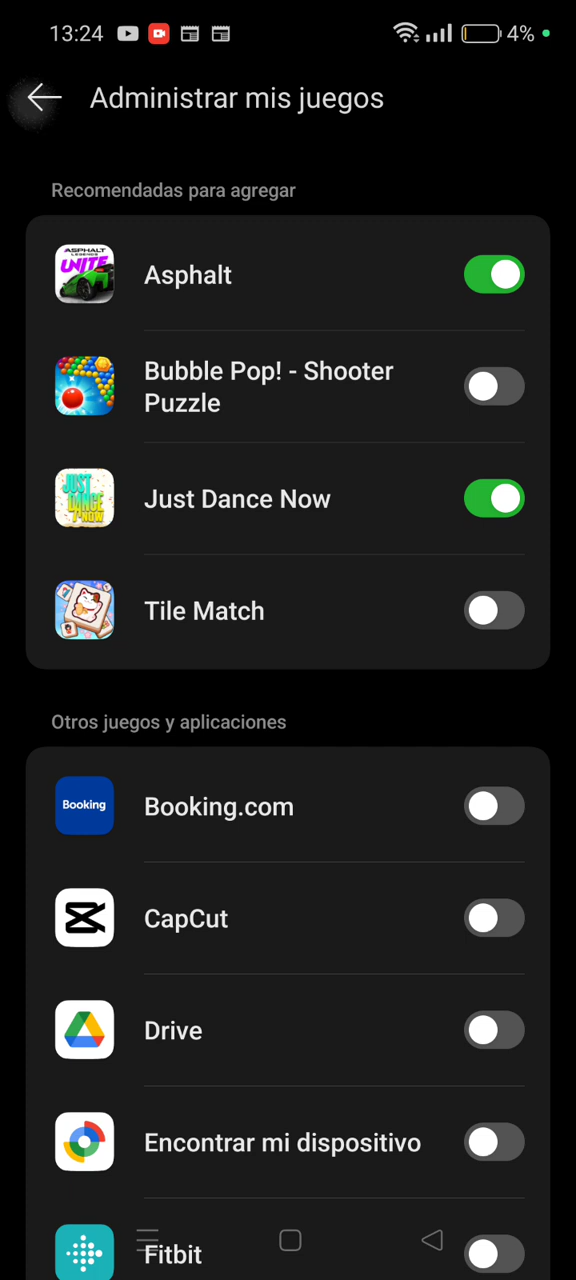 13:24
4%
Administrar mis juegos
Recomendadas para agregar
ASPHALT
LEGENDS
UNITE
Asphalt
Bubble Pop! - Shooter
Puzzle
JUST
DANCE
NOW
Just Dance Now
Tile Match
Otros juegos y aplicaciones
Booking
Booking.com
CapCut
Drive
Encontrar mi dispositivo
Fitbit